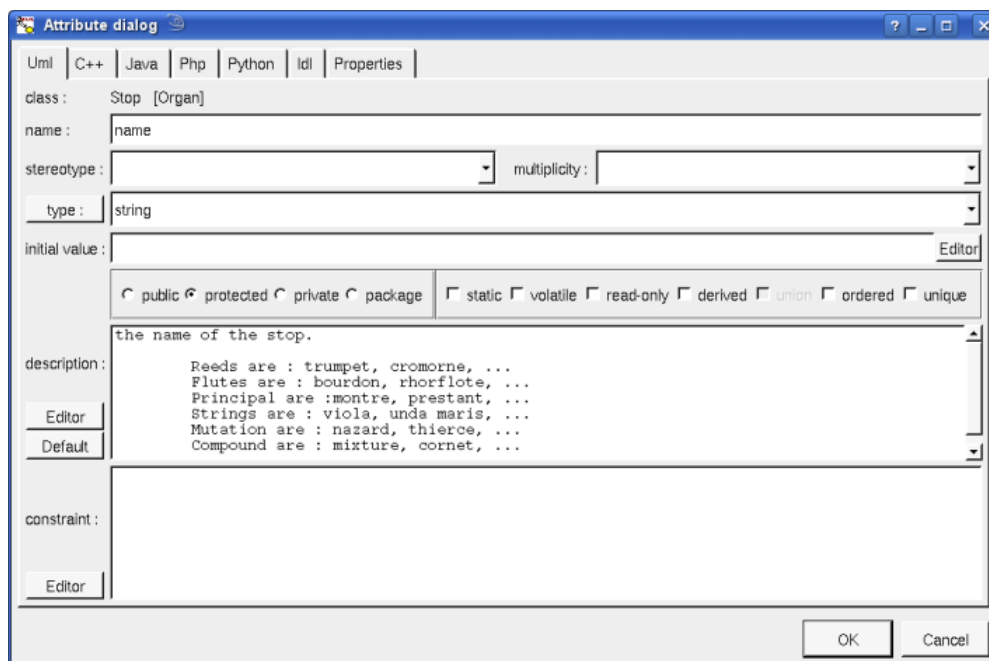 Attribute dialog
Uml C++ Java Php Python Idl Properties
class : Stop [Organ]
name : name
stereotype : multiplicity :
type : string
initial value : Editor
public protected private package static volatile read-only derived union ordered unique
the name of the stop.
description :
Reeds are : trumpet, cromorne, ...
Flutes are : bourdon, rhorflote, ...
Principal are :montre, prestant, ...
Strings are : viola, unda maris, ...
Editor
Mutation are : nazard, thierce, ...
Default
Compound are : mixture, cornet, ...
constraint :
Editor
OK Cancel